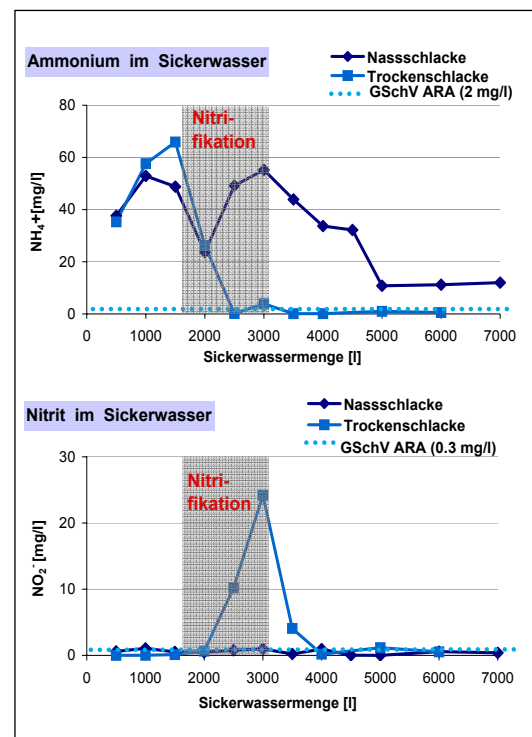 Ammonium im Sickerwasser
Nassschlacke
Trockenschlacke
GSchV ARA (2 mg/l)
NH4+[mg/l]
80
60
40
20
0
Nitri-
fikation
0 1000 2000 3000 4000 5000 6000 7000
Sickerwassermenge [l]
Nitrit im Sickerwasser
Nassschlacke
Trockenschlacke
GSchV ARA (0.3 mg/l)
NO2- [mg/l]
30
20
10
0
Nitri-
fikation
0 1000 2000 3000 4000 5000 6000 7000
Sickerwassermenge [l]